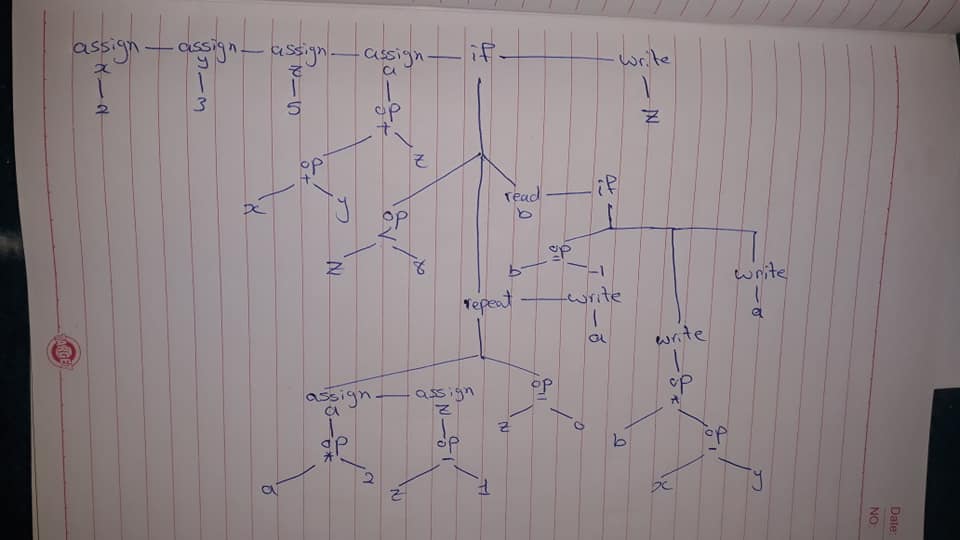 assign assign assign assign if write
x y z a z
2 3 5 op
+
op z
+
x y
op read if
< b
z 8
op write
=
b -1 a
repeat write write
a op
*
b op
-
x y
assign assign op
a z =
op op z 0
* -
a 2 z 1
Date:
NO: